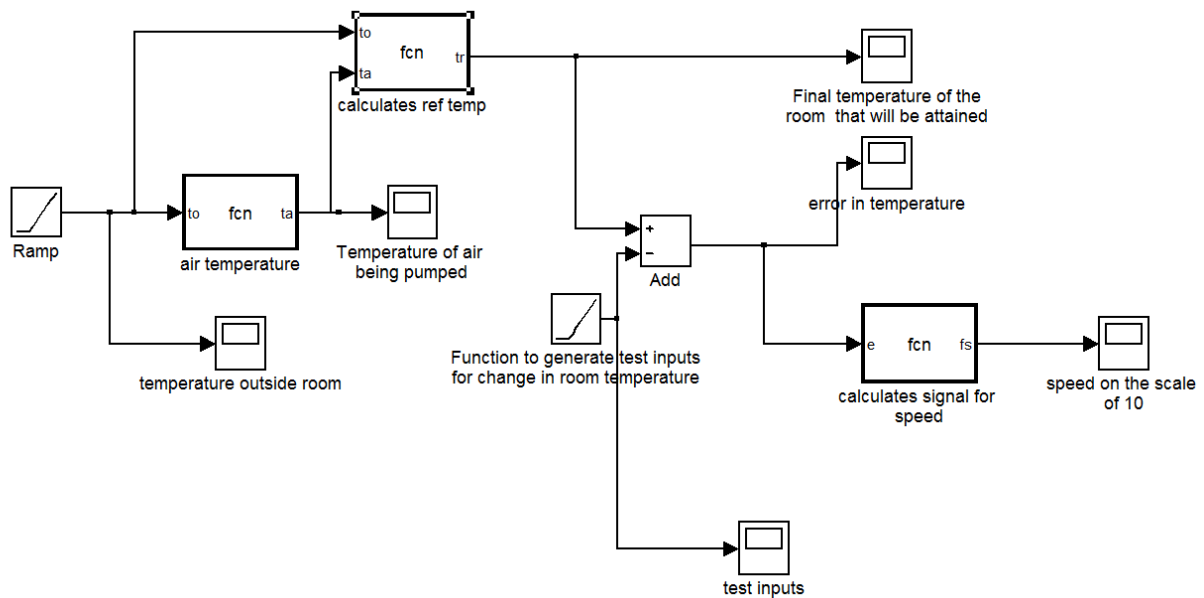 to
fcn
tr
ta
calculates ref temp
Final temperature of the
room that will be attained
error in temperature
Ramp
to
fcn
ta
air temperature
Temperature of air
being pumped
+
−
Add
temperature outside room
Function to generate test inputs
for change in room temperature
e
fcn
fs
calculates signal for
speed
speed on the scale
of 10
test inputs